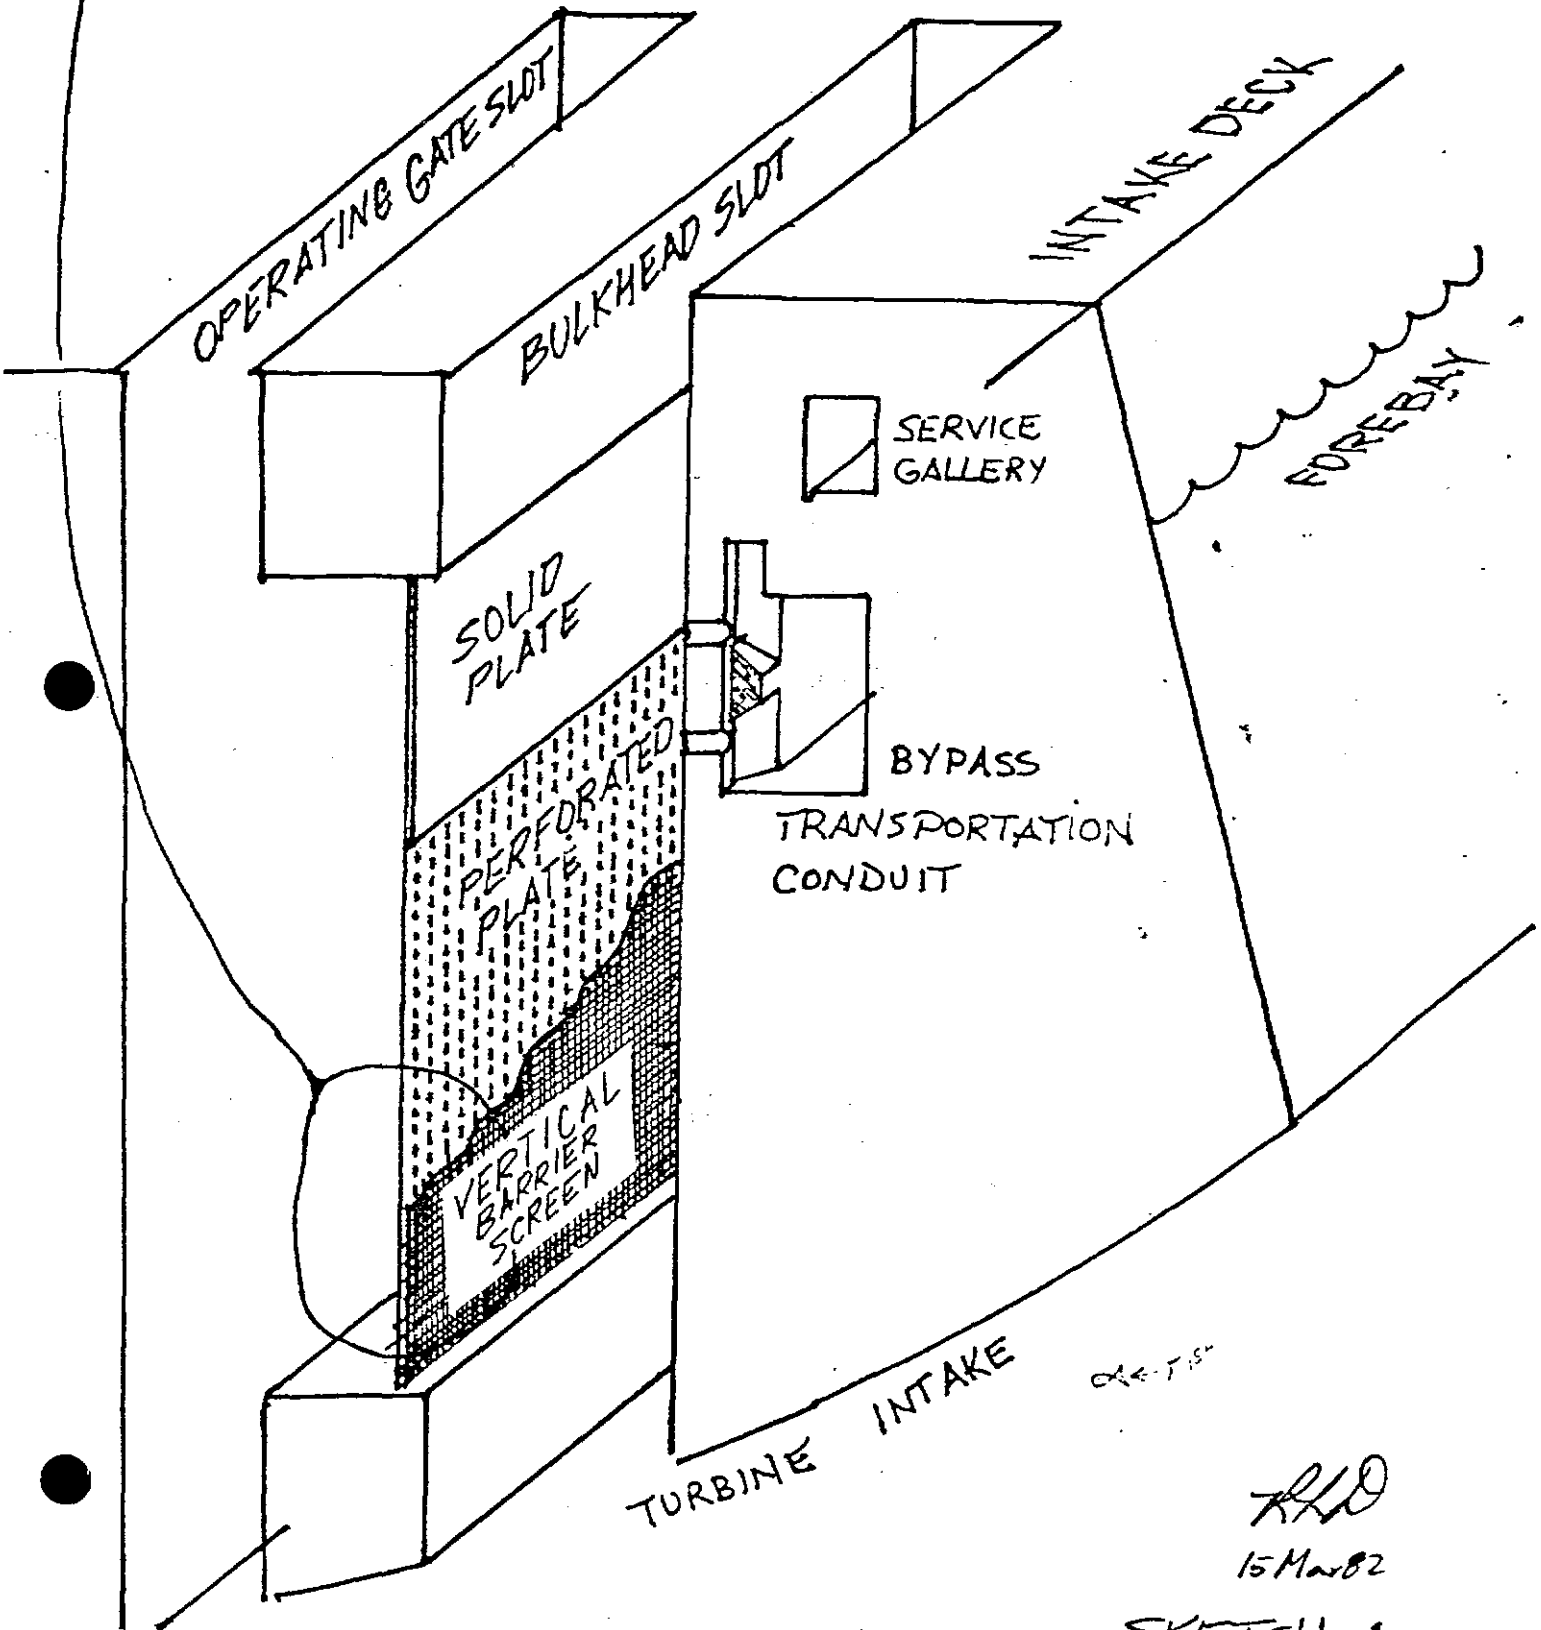 OPERATING GATE SLOT
BULKHEAD SLOT
INTAKE DECK
FOREBAY
SERVICE
GALLERY
SOLID
PLATE
PERFORATED
PLATE
BYPASS
TRANSPORTATION
CONDUIT
VERTICAL
BARRIER
SCREEN
TURBINE INTAKE
RLD
15 Mar 82